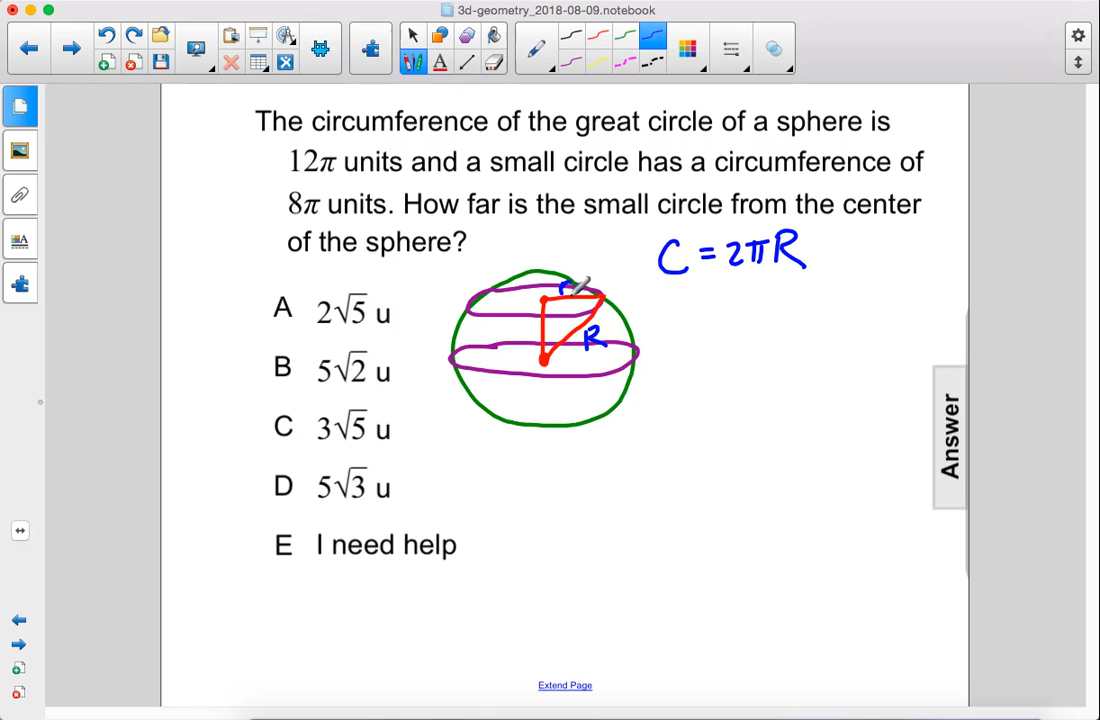 3d-geometry_2018-08-09.notebook
The circumference of the great circle of a sphere is
12π units and a small circle has a circumference of
8π units. How far is the small circle from the center
of the sphere?
C = 2πR
A 2√5 u
r
R
B 5√2 u
C 3√5 u
D 5√3 u
E I need help
Answer
Extend Page